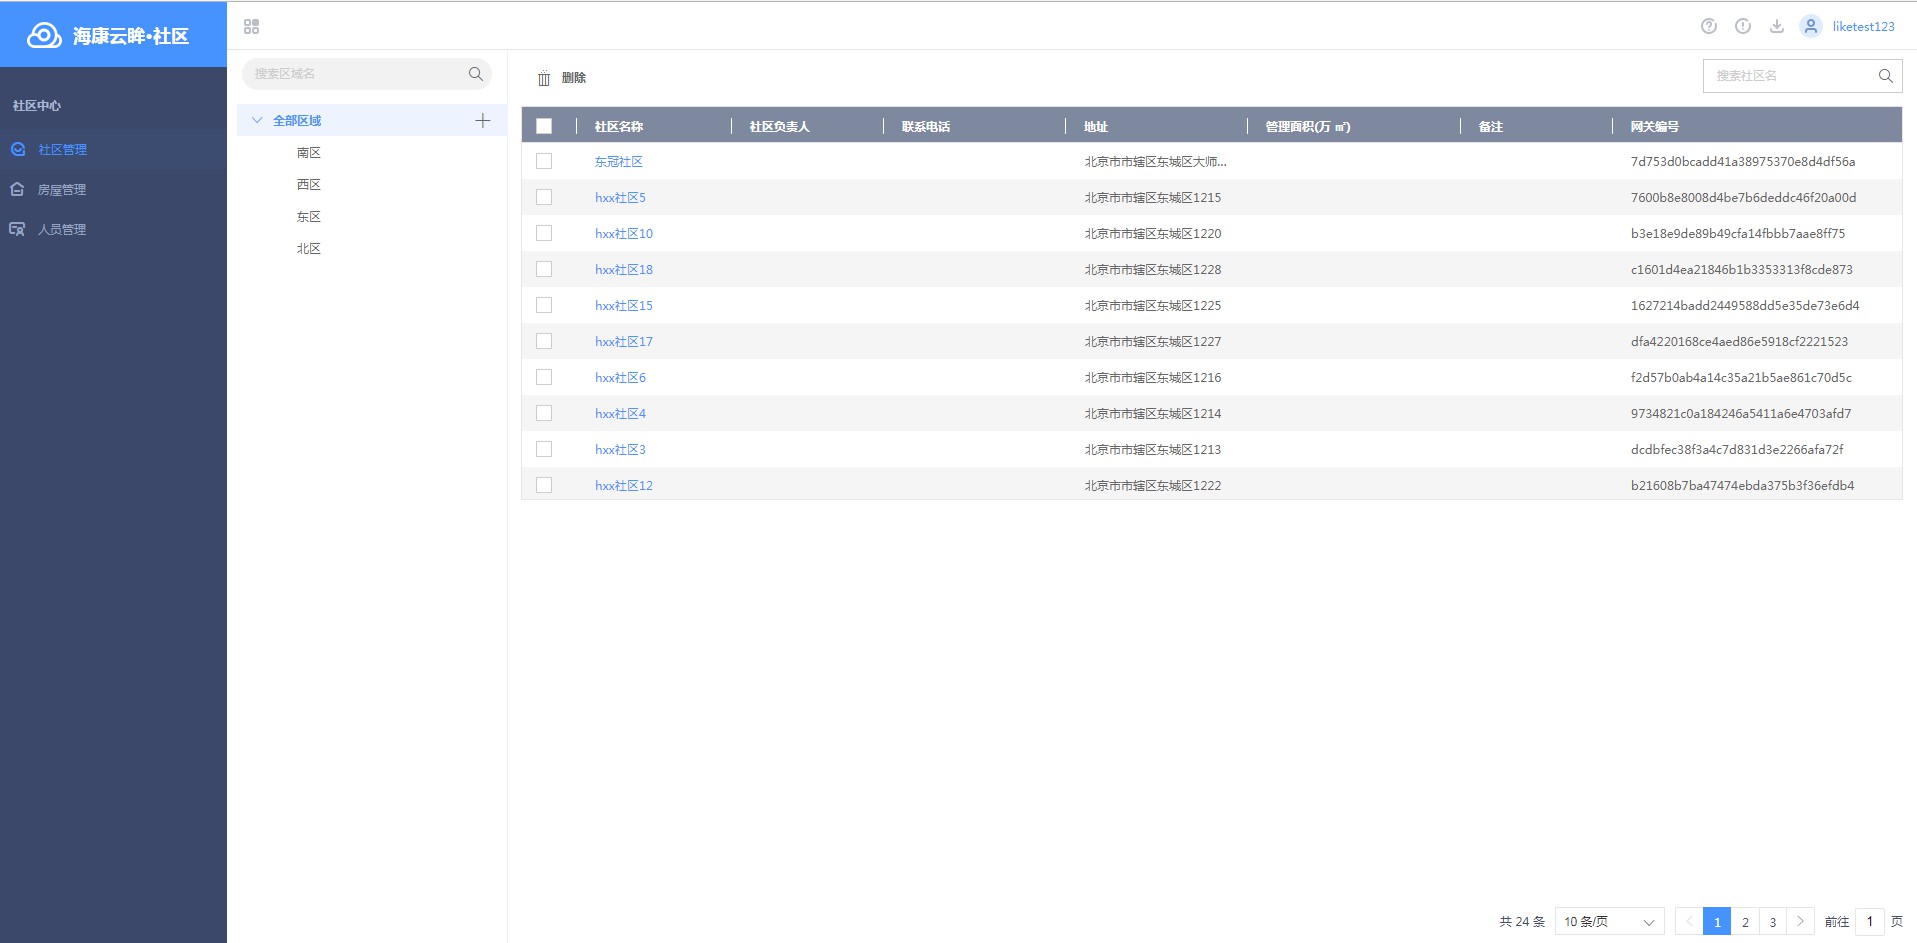 海康云眸•社区
liketest123
社区中心
社区管理
房屋管理
人员管理
搜索区域名
全部区域
南区
西区
东区
北区
删除
搜索社区名
社区名称 社区负责人 联系电话 地址 管理面积(万 ㎡) 备注 网关编号
东冠社区 北京市市辖区东城区大师... 7d753d0bcadd41a38975370e8d4df56a
hxx社区5 北京市市辖区东城区1215 7600b8e8008d4be7b6deddc46f20a00d
hxx社区10 北京市市辖区东城区1220 b3e18e9de89b49cfa14fbbb7aae8ff75
hxx社区18 北京市市辖区东城区1228 c1601d4ea21846b1b3353313f8cde873
hxx社区15 北京市市辖区东城区1225 1627214badd2449588dd5e35de73e6d4
hxx社区17 北京市市辖区东城区1227 dfa4220168ce4aed86e5918cf2221523
hxx社区6 北京市市辖区东城区1216 f2d57b0ab4a14c35a21b5ae861c70d5c
hxx社区4 北京市市辖区东城区1214 9734821c0a184246a5411a6e4703afd7
hxx社区3 北京市市辖区东城区1213 dcdbfec38f3a4c7d831d3e2266afa72f
hxx社区12 北京市市辖区东城区1222 b21608b7ba47474ebda375b3f36efdb4
共 24 条 10 条/页 1 2 3 前往 1 页